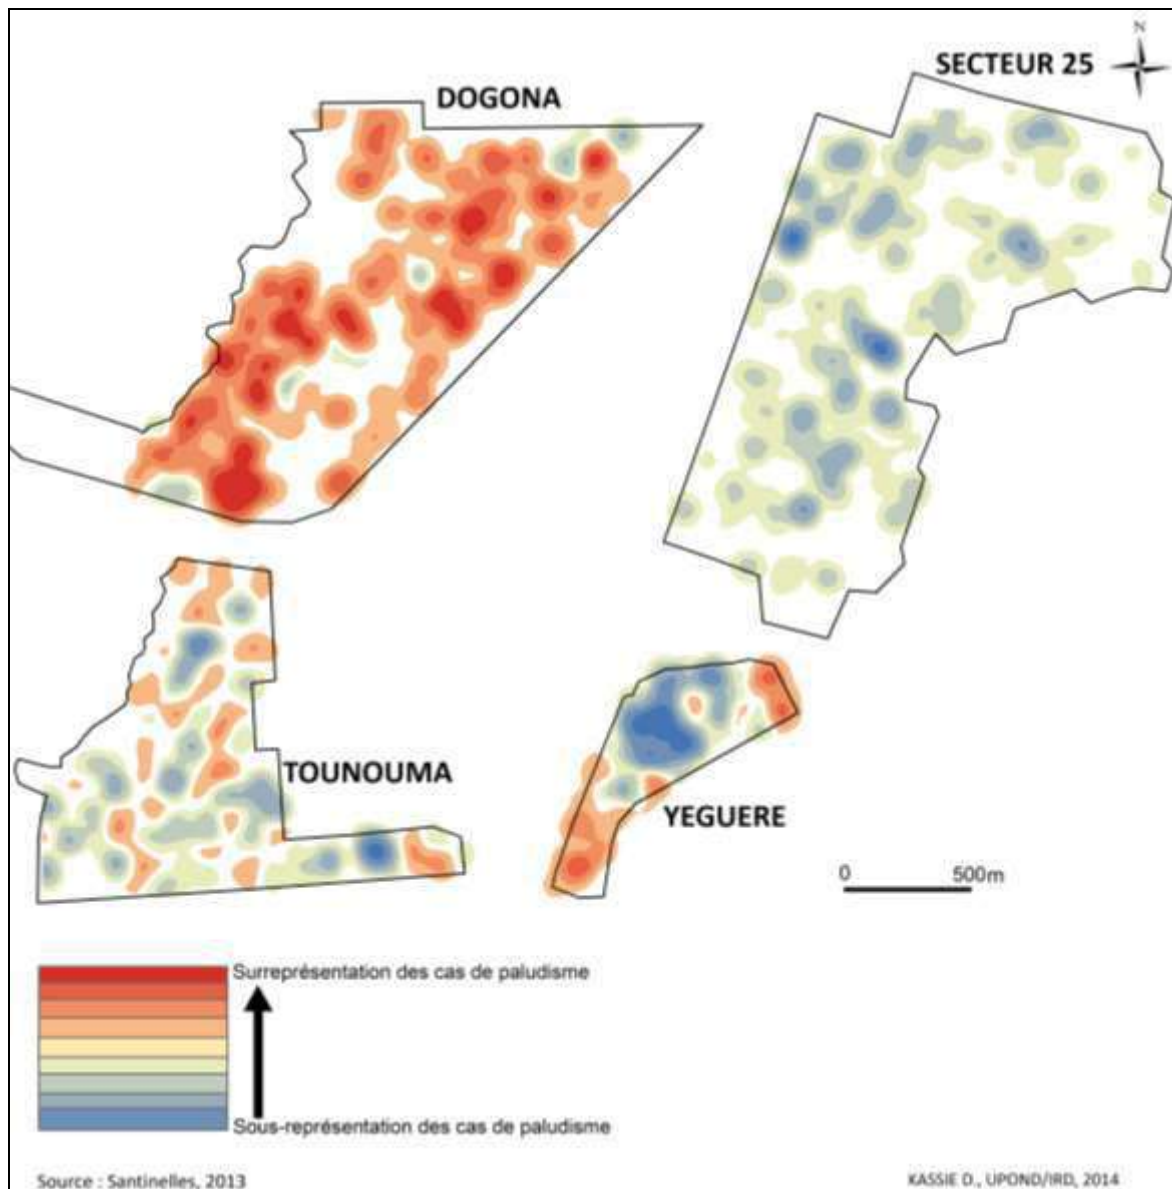 N
SECTEUR 25
DOGONA
TOUNOUMA
YEGUERE
0 500m
Surreprésentation des cas de paludisme
Sous-représentation des cas de paludisme
Source : Santinelles, 2013
KASSIE D., UPOND/IRD, 2014